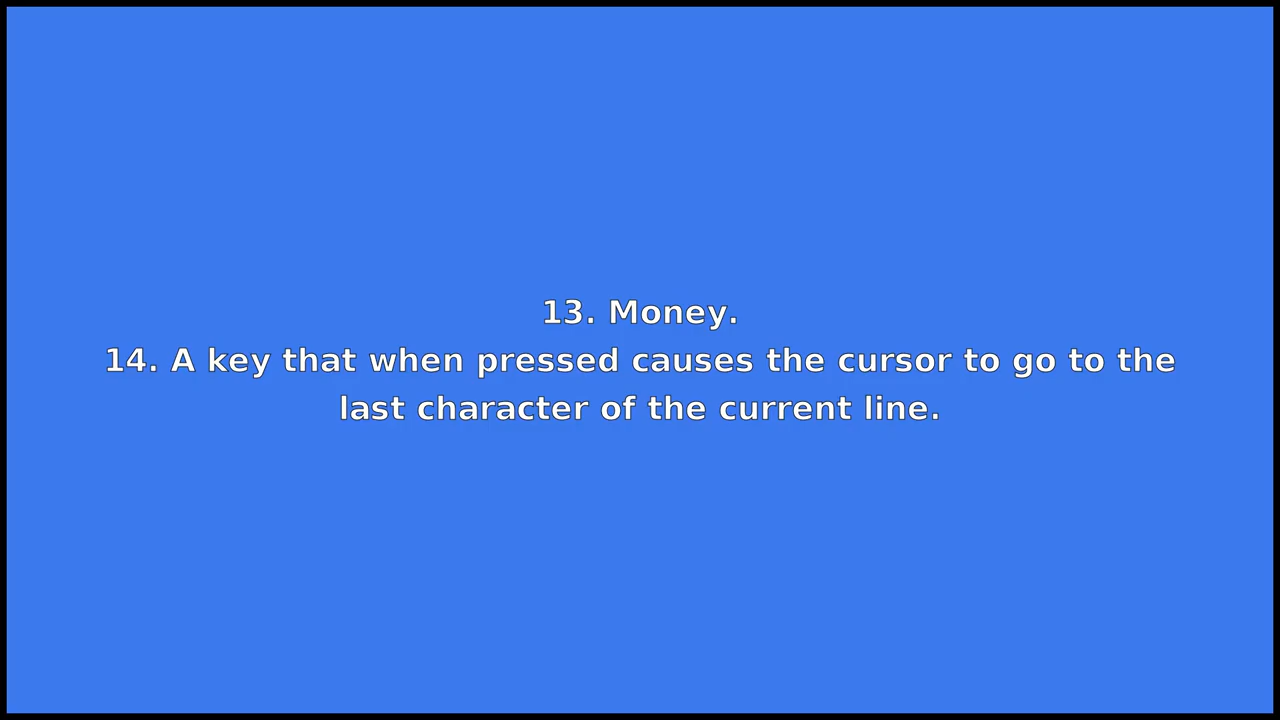 13. Money.
14. A key that when pressed causes the cursor to go to the
last character of the current line.